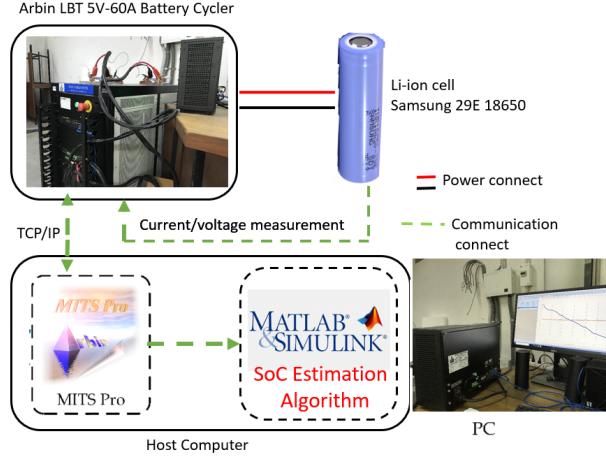 Arbin LBT 5V-60A Battery Cycler
Li-ion cell
Samsung 29E 18650
Power connect
Current/voltage measurement
TCP/IP
Communication
connect
MITS Pro
MATLAB®
&SIMULINK®
SoC Estimation
Algorithm
MITS Pro
PC
Host Computer